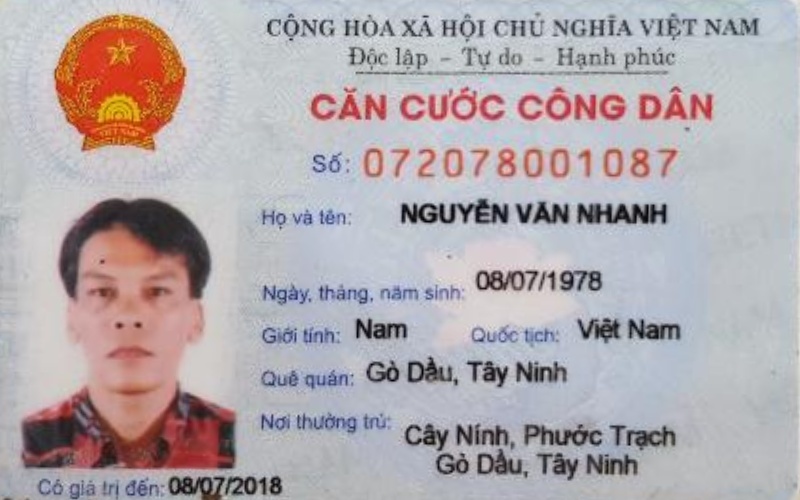 CỘNG HÒA XÃ HỘI CHỦ NGHĨA VIỆT NAM
Độc lập - Tự do - Hạnh phúc
CĂN CƯỚC CÔNG DÂN
Số: 072078001087
Họ và tên: NGUYỄN VĂN NHANH
Ngày, tháng, năm sinh: 08/07/1978
Giới tính: Nam Quốc tịch: Việt Nam
Quê quán: Gò Dầu, Tây Ninh
Nơi thường trú: Cây Nính, Phước Trạch
Gò Dầu, Tây Ninh
Có giá trị đến: 08/07/2018
VIỆT NAM